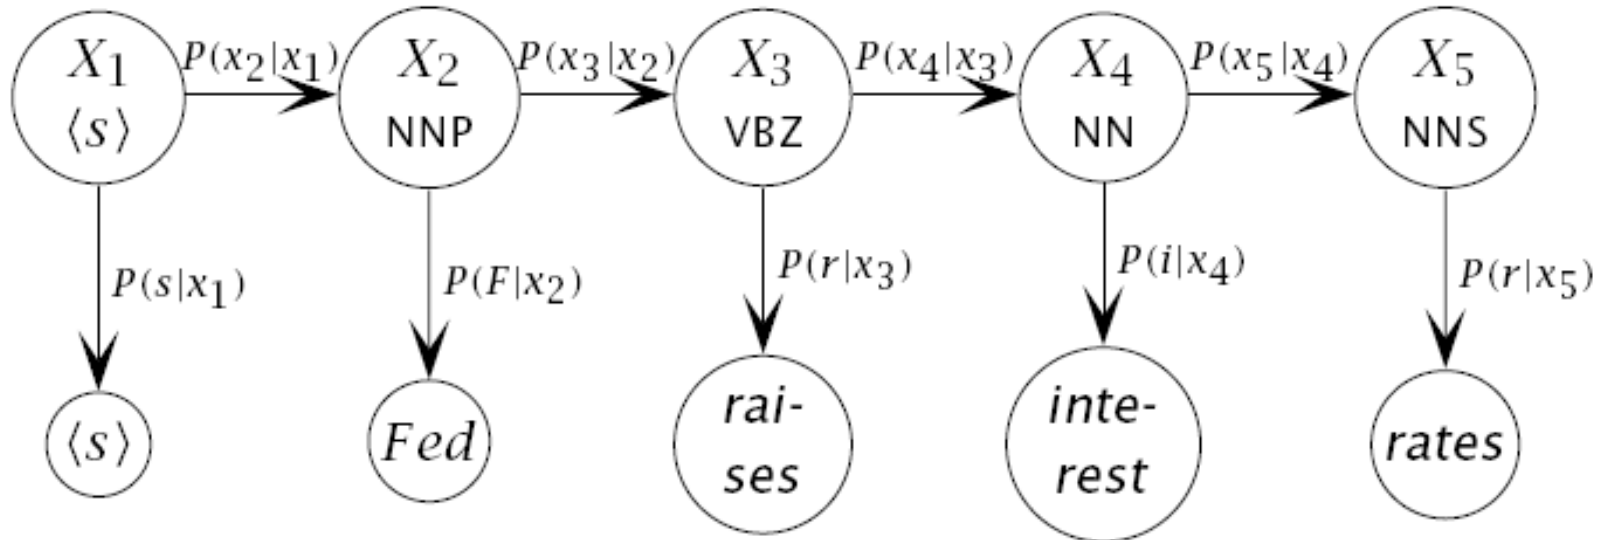 X1 P(x2|x1) X2 P(x3|x2) X3 P(x4|x3) X4 P(x5|x4) X5
⟨s⟩ NNP VBZ NN NNS
P(s|x1) P(F|x2) P(r|x3) P(i|x4) P(r|x5)
⟨s⟩ Fed rai- inte- rates
ses rest